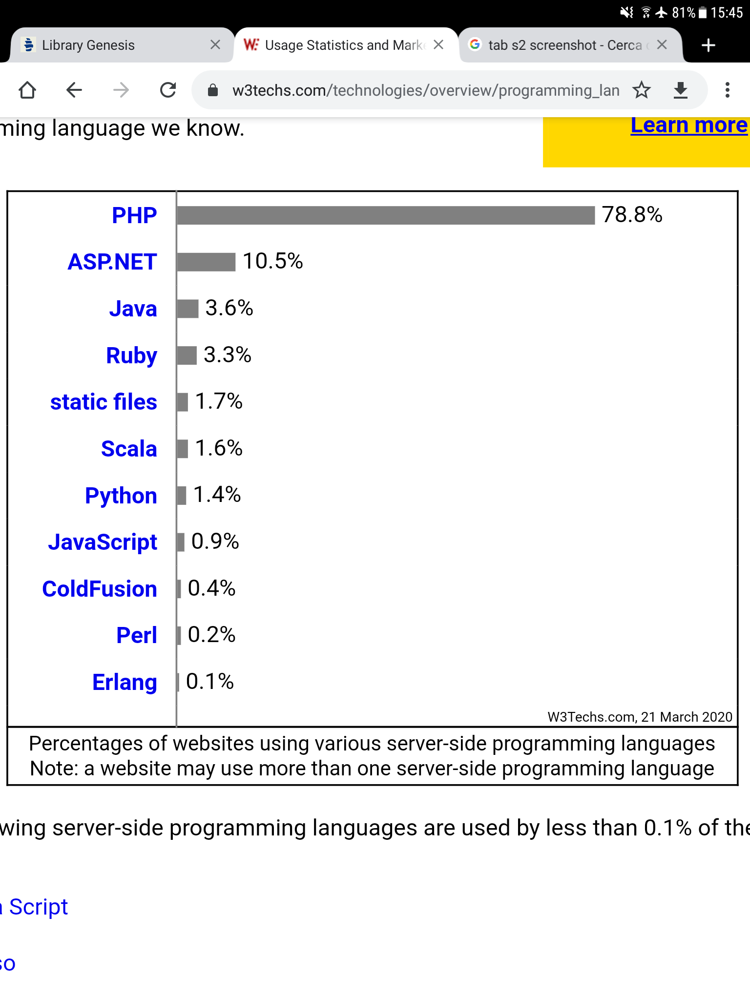 81% 15:45
Library Genesis
W3 Usage Statistics and Marke
tab s2 screenshot - Cerca
w3techs.com/technologies/overview/programming_lan
ming language we know.
Learn more
PHP 78.8%
ASP.NET 10.5%
Java 3.6%
Ruby 3.3%
static files 1.7%
Scala 1.6%
Python 1.4%
JavaScript 0.9%
ColdFusion 0.4%
Perl 0.2%
Erlang 0.1%
W3Techs.com, 21 March 2020
Percentages of websites using various server-side programming languages
Note: a website may use more than one server-side programming language
wing server-side programming languages are used by less than 0.1% of the
a Script
so